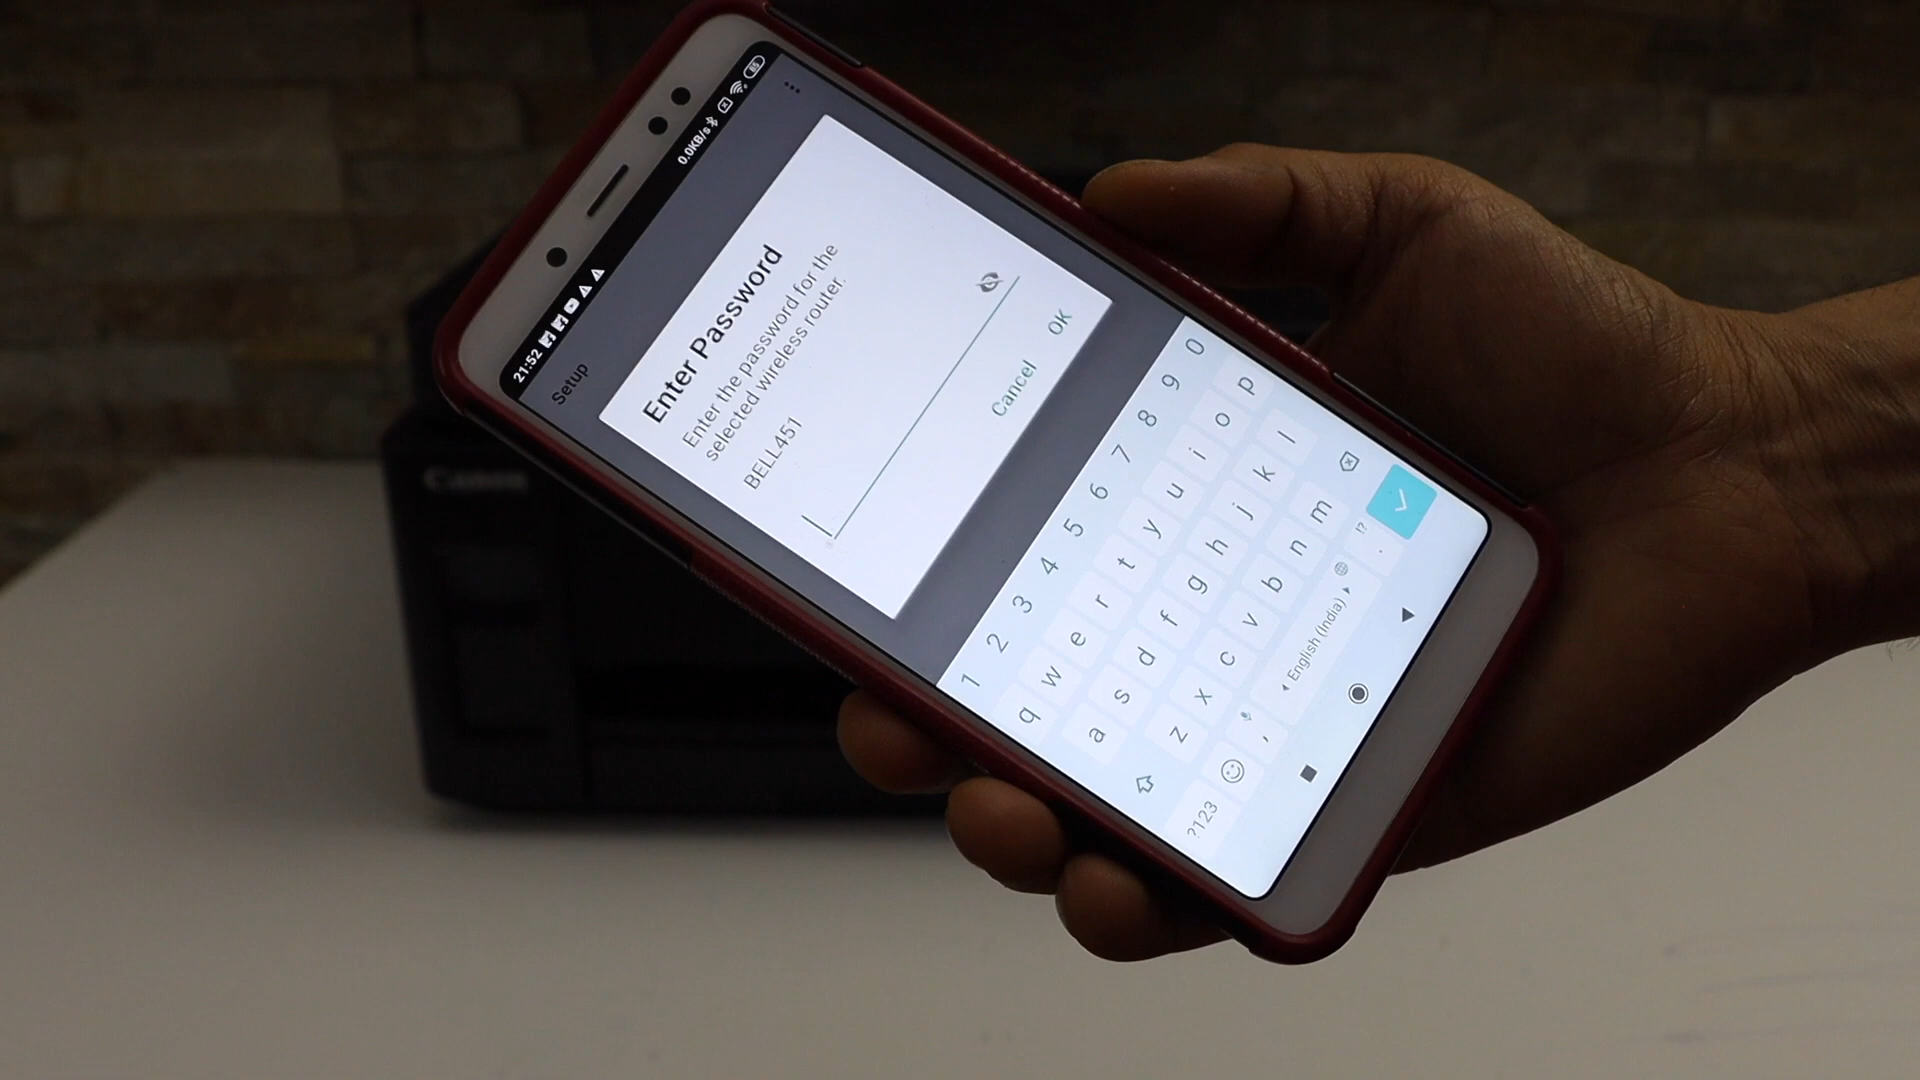 21:52
0.0KB/s
85
Setup
Enter Password
Enter the password for the
selected wireless router.
BELL451
Cancel
OK
1 2 3 4 5 6 7 8 9 0
q w e r t y u i o p
a s d f g h j k l
z x c v b n m
?123
,
English (India)
.
!?
Canon